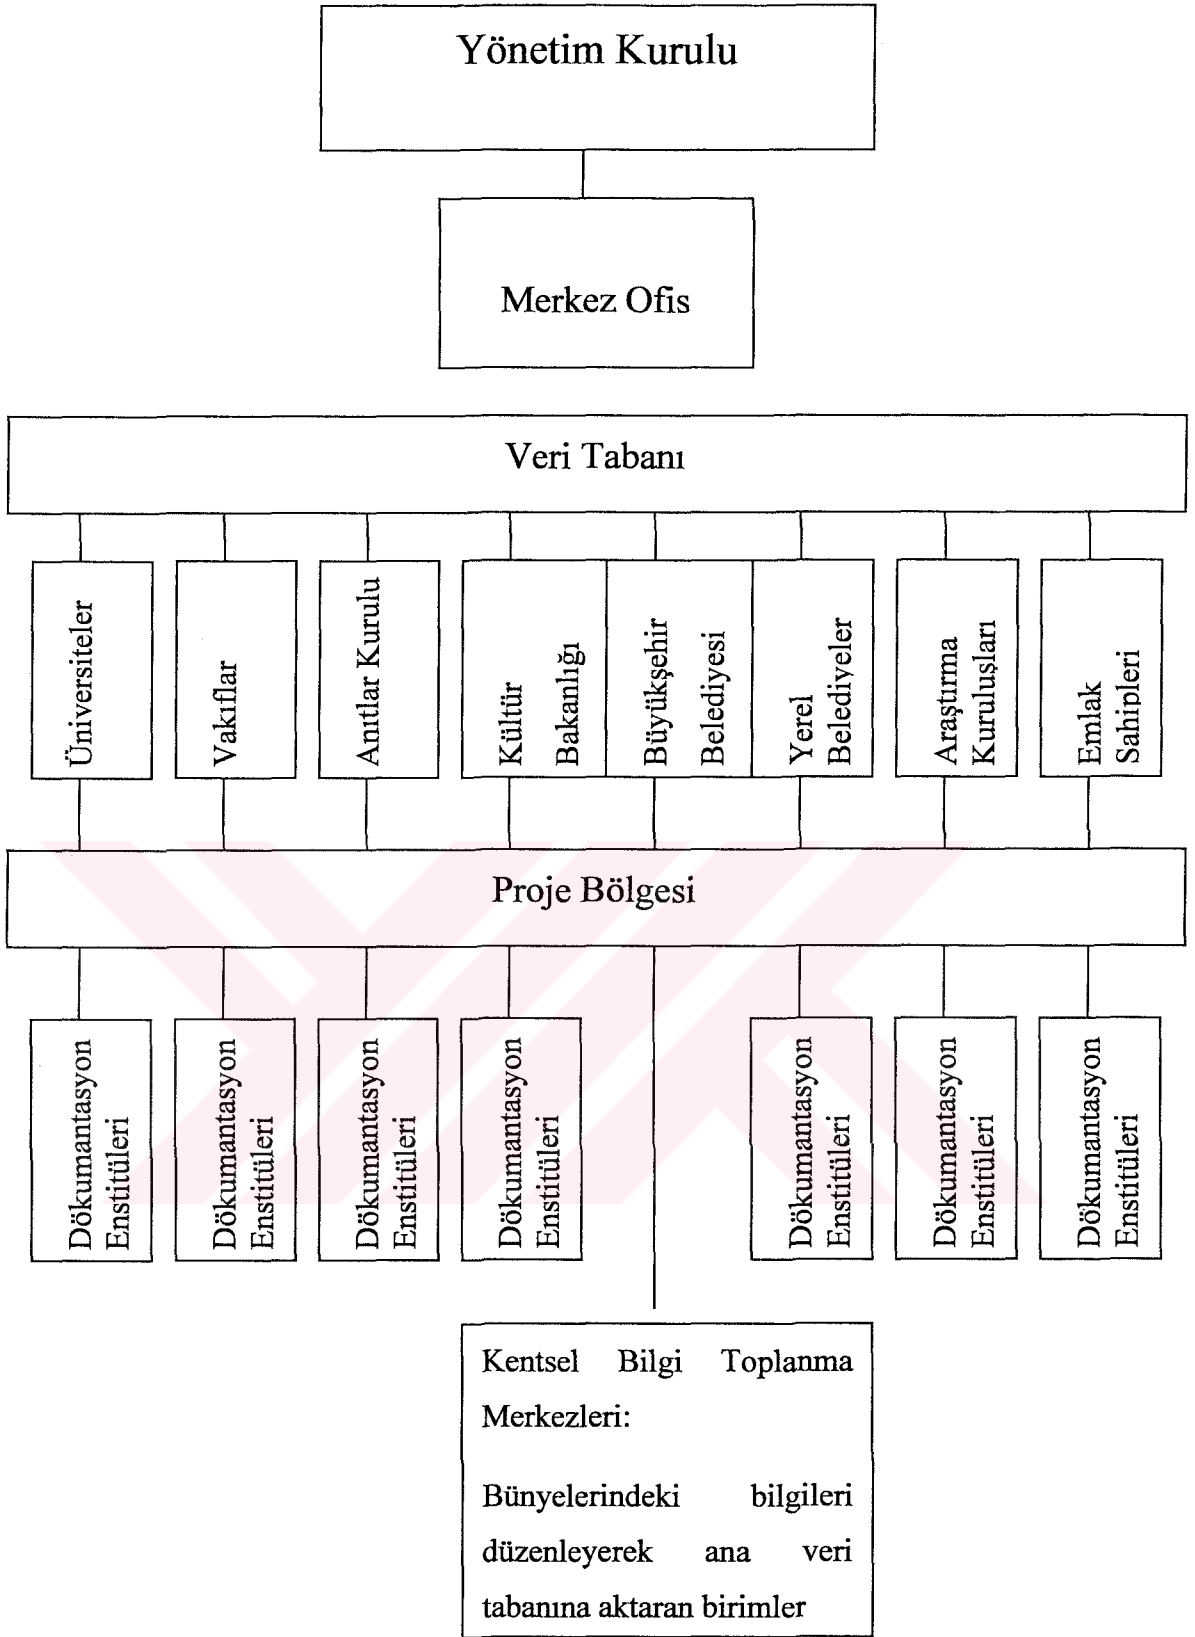 Yönetim Kurulu
Merkez Ofis
Veri Tabanı
Üniversiteler
Vakıflar
Anıtlar Kurulu
Kültür
Bakanlığı
Büyükşehir
Belediyesi
Yerel
Belediyeler
Araştırma
Kuruluşları
Emlak
Sahipleri
Proje Bölgesi
Dökumantasyon
Enstitüleri
Dökumantasyon
Enstitüleri
Dökumantasyon
Enstitüleri
Dökumantasyon
Enstitüleri
Dökumantasyon
Enstitüleri
Dökumantasyon
Enstitüleri
Dökumantasyon
Enstitüleri
Kentsel Bilgi Toplanma
Merkezleri:
Bünyelerindeki bilgileri
düzenleyerek ana veri
tabanına aktaran birimler